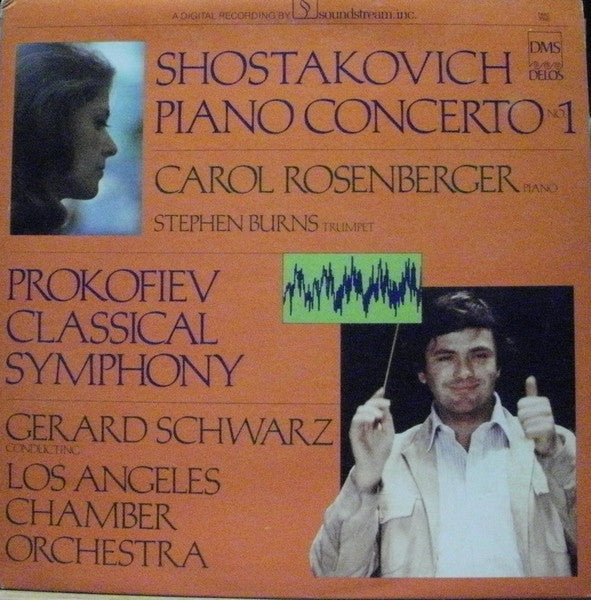 A DIGITAL RECORDING BY Soundstream, inc.
SHOSTAKOVICH
DMS
DELOS
PIANO CONCERTO NO. 1
CAROL ROSENBERGER PIANO
STEPHEN BURNS TRUMPET
PROKOFIEV
CLASSICAL
SYMPHONY
GERARD SCHWARZ
CONDUCTING
LOS ANGELES
CHAMBER
ORCHESTRA